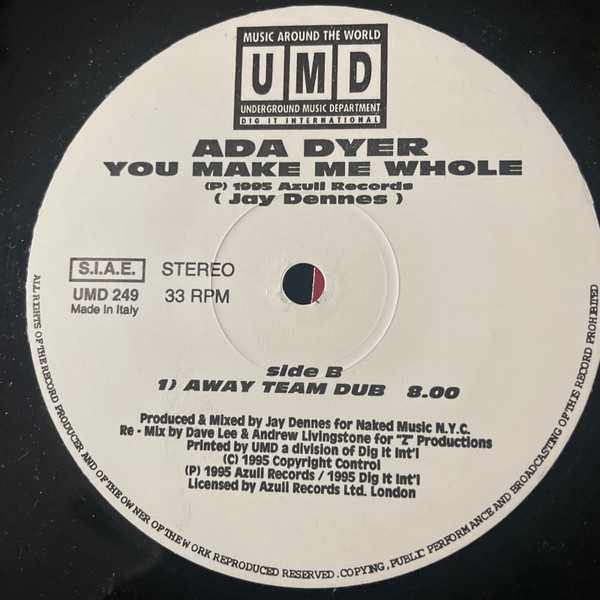 MUSIC AROUND THE WORLD
UMD
UNDERGROUND MUSIC DEPARTMENT
DIG IT INTERNATIONAL
ADA DYER
YOU MAKE ME WHOLE
(P) 1995 Azull Records
( Jay Dennes )
S.I.A.E. STEREO
UMD 249 33 RPM
Made in Italy
side B
1) AWAY TEAM DUB 8.00
Produced & Mixed by Jay Dennes for Naked Music N.Y.C.
Re - Mix by Dave Lee & Andrew Livingstone for "Z" Productions
Printed by UMD a division of Dig It Int'l
(C) 1995 Copyright Control
(P) 1995 Azull Records / 1995 Dig It Int'l
Licensed by Azull Records Ltd. London
ALL RIGHTS OF THE RECORD PRODUCER AND OF THE OWNER OF THE WORK REPRODUCED RESERVED. COPYING, PUBLIC PERFORMANCE AND BROADCASTING OF THIS RECORD PROHIBITED